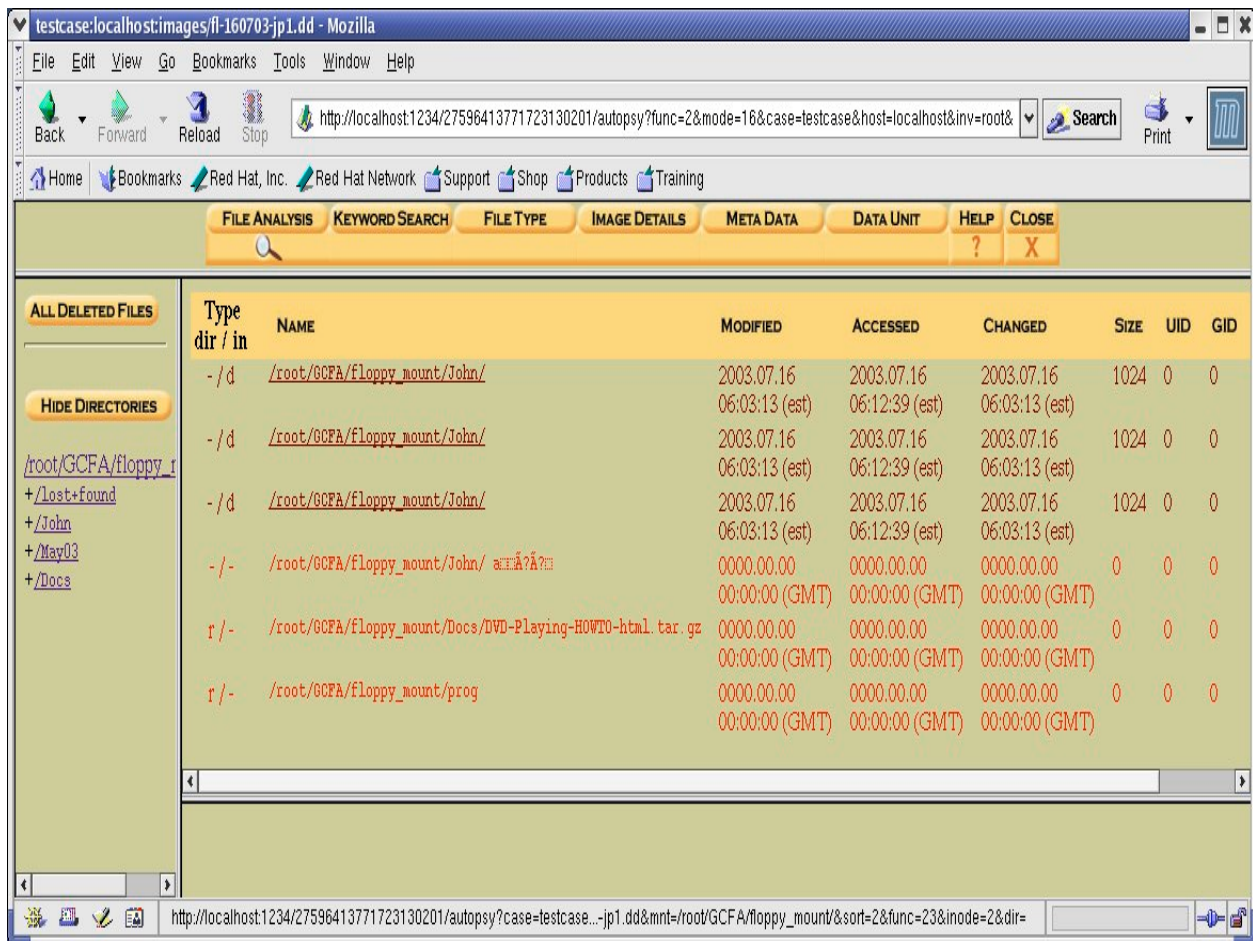 testcase:localhost:images/fl-160703-jp1.dd - Mozilla
File Edit View Go Bookmarks Tools Window Help
Back Forward Reload Stop http://localhost:1234/27596413771723130201/autopsy?func=2&mode=16&case=testcase&host=localhost&inv=root& Search Print
Home Bookmarks Red Hat, Inc. Red Hat Network Support Shop Products Training
FILE ANALYSIS KEYWORD SEARCH FILE TYPE IMAGE DETAILS META DATA DATA UNIT HELP CLOSE
? X
ALL DELETED FILES
HIDE DIRECTORIES
/root/GCFA/floppy_
+/lost+found
+/John
+/May03
+/Docs
Type NAME MODIFIED ACCESSED CHANGED SIZE UID GID
dir / in
- / d /root/GCFA/floppy_mount/John/ 2003.07.16 2003.07.16 2003.07.16 1024 0 0
06:03:13 (est) 06:12:39 (est) 06:03:13 (est)
- / d /root/GCFA/floppy_mount/John/ 2003.07.16 2003.07.16 2003.07.16 1024 0 0
06:03:13 (est) 06:12:39 (est) 06:03:13 (est)
- / d /root/GCFA/floppy_mount/John/ 2003.07.16 2003.07.16 2003.07.16 1024 0 0
06:03:13 (est) 06:12:39 (est) 06:03:13 (est)
- / - /root/GCFA/floppy_mount/John/ 0000.00.00 0000.00.00 0000.00.00 0 0 0
00:00:00 (GMT) 00:00:00 (GMT) 00:00:00 (GMT)
r / - /root/GCFA/floppy_mount/Docs/DVD-Playing-HOWTO-html.tar.gz 0000.00.00 0000.00.00 0000.00.00 0 0 0
00:00:00 (GMT) 00:00:00 (GMT) 00:00:00 (GMT)
r / - /root/GCFA/floppy_mount/prog 0000.00.00 0000.00.00 0000.00.00 0 0 0
00:00:00 (GMT) 00:00:00 (GMT) 00:00:00 (GMT)
http://localhost:1234/27596413771723130201/autopsy?case=testcase...-jp1.dd&mnt=/root/GCFA/floppy_mount/&sort=2&func=23&inode=2&dir=